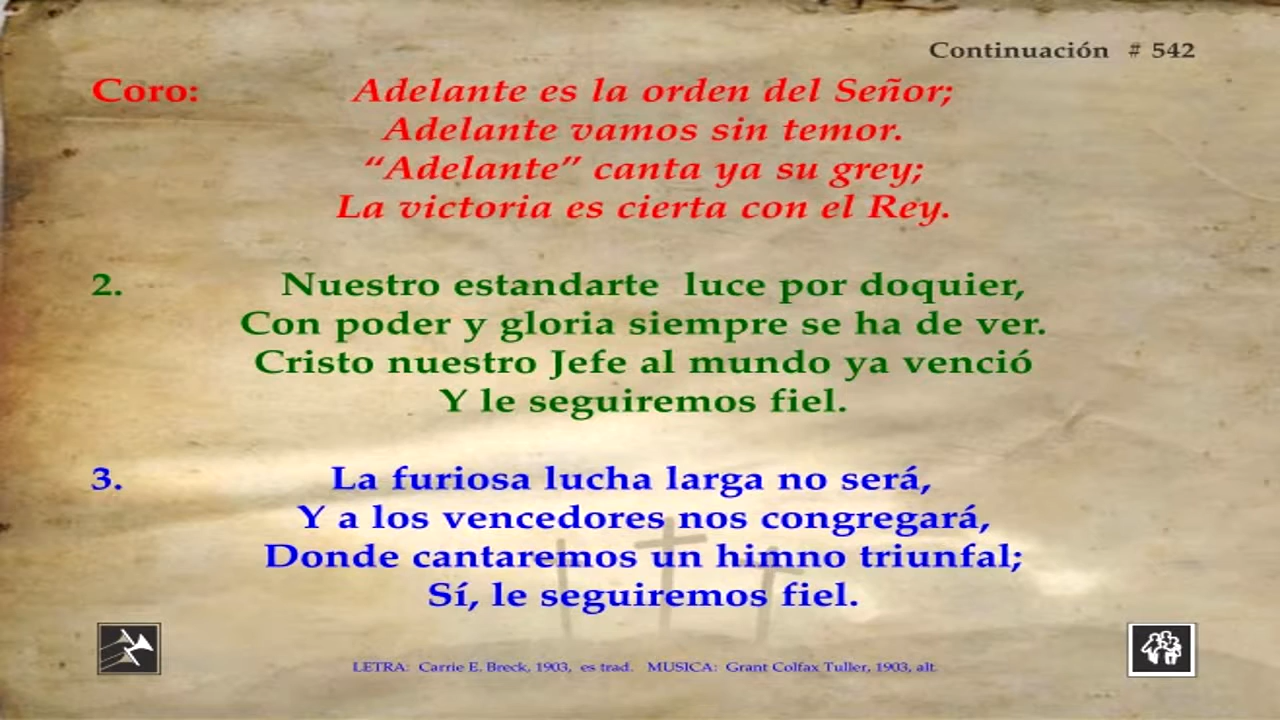 Continuación # 542
Coro: Adelante es la orden del Señor;
Adelante vamos sin temor.
“Adelante” canta ya su grey;
La victoria es cierta con el Rey.
2. Nuestro estandarte luce por doquier,
Con poder y gloria siempre se ha de ver.
Cristo nuestro Jefe al mundo ya venció
Y le seguiremos fiel.
3. La furiosa lucha larga no será,
Y a los vencedores nos congregará,
Donde cantaremos un himno triunfal;
Sí, le seguiremos fiel.
LETRA: Carrie E. Breck, 1903, es trad. MUSICA: Grant Colfax Tuller, 1903, alt.